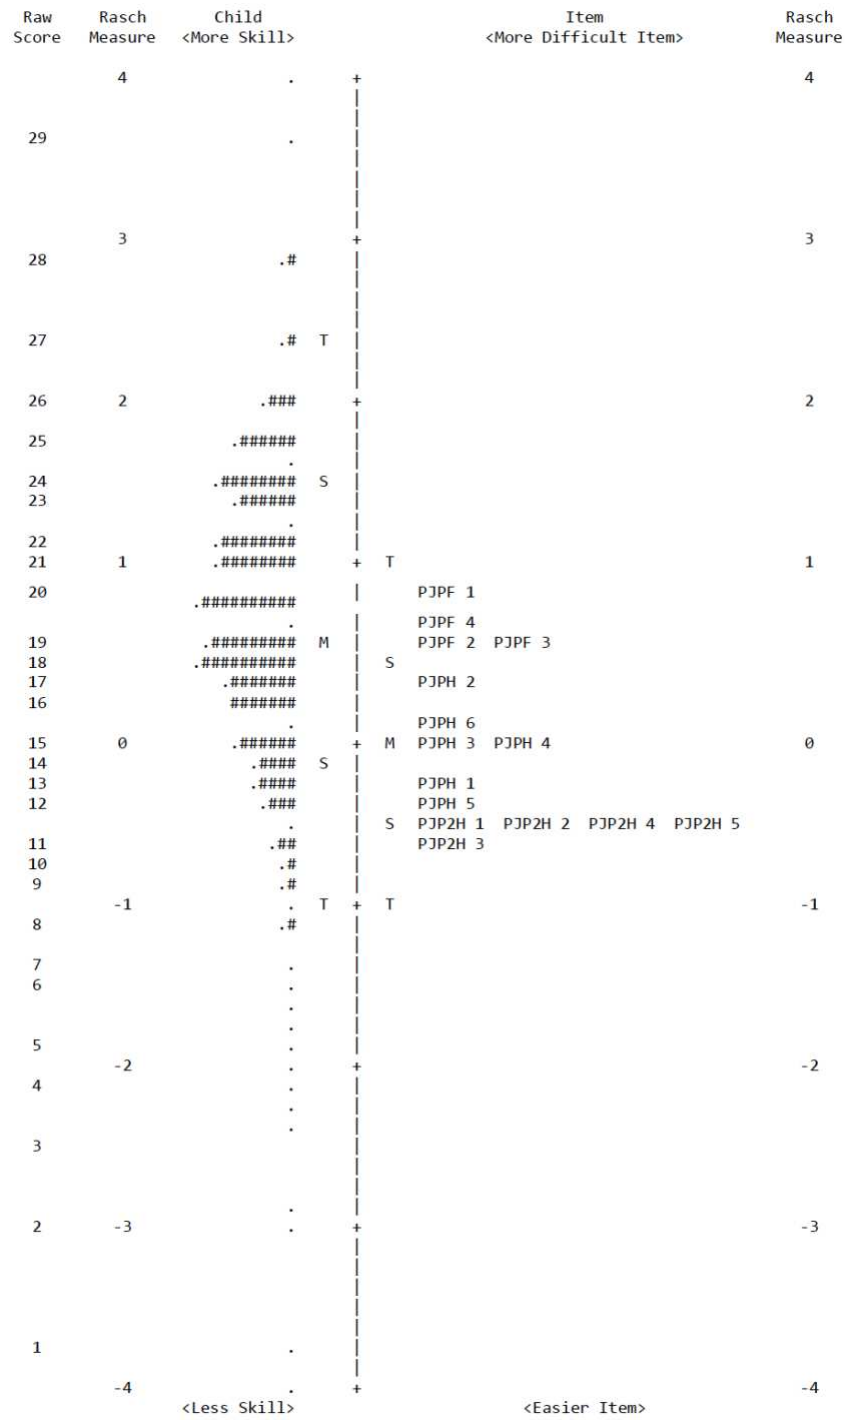 Raw Rasch Child Item Rasch
Score Measure <More Skill> <More Difficult Item> Measure
4 . + 4
|
|
29 . |
|
|
|
|
3 + 3
28 .# |
|
|
|
27 .# T |
|
|
26 2 .### + 2
|
25 .###### |
. |
24 .######## S |
23 .###### |
. |
22 .######## |
21 1 .######## + T 1
20 | PJPF 1
.##########
. | PJPF 4
19 .######### M | PJPF 2 PJPF 3
18 .########## | S
17 .####### | PJPH 2
16 ####### |
. | PJPH 6
15 0 .###### + M PJPH 3 PJPH 4 0
14 .#### S |
13 .#### | PJPH 1
12 .### | PJPH 5
. | S PJP2H 1 PJP2H 2 PJP2H 4 PJP2H 5
11 .## | PJP2H 3
10 .# |
9 .# |
-1 . T + T -1
8 .# |
|
7 . |
6 . |
. |
. |
5 . |
-2 . + -2
4 . |
. |
. |
3 |
|
|
. |
2 -3 . + -3
|
|
|
|
|
1 . |
|
-4 . + -4
<Less Skill> <Easier Item>